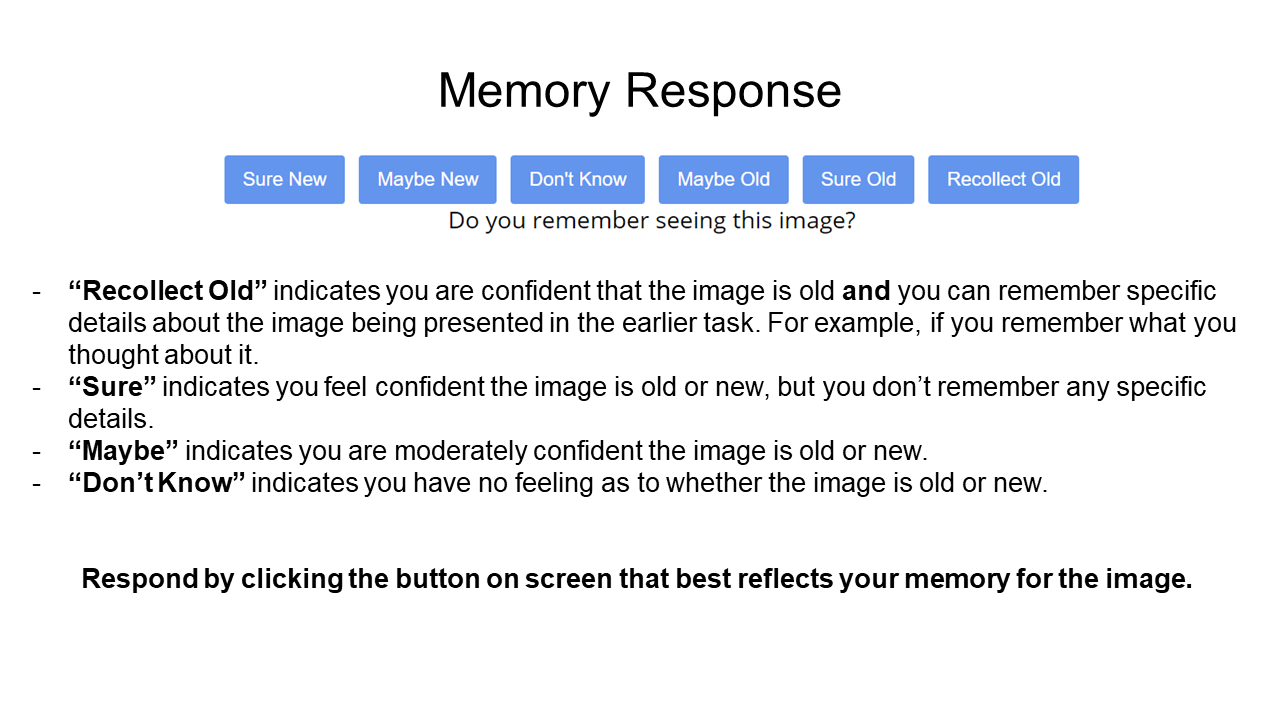 Memory Response
Sure New Maybe New Don't Know Maybe Old Sure Old Recollect Old
Do you remember seeing this image?
- “Recollect Old” indicates you are confident that the image is old and you can remember specific
details about the image being presented in the earlier task. For example, if you remember what you
thought about it.
- “Sure” indicates you feel confident the image is old or new, but you don’t remember any specific
details.
- “Maybe” indicates you are moderately confident the image is old or new.
- “Don’t Know” indicates you have no feeling as to whether the image is old or new.
Respond by clicking the button on screen that best reflects your memory for the image.